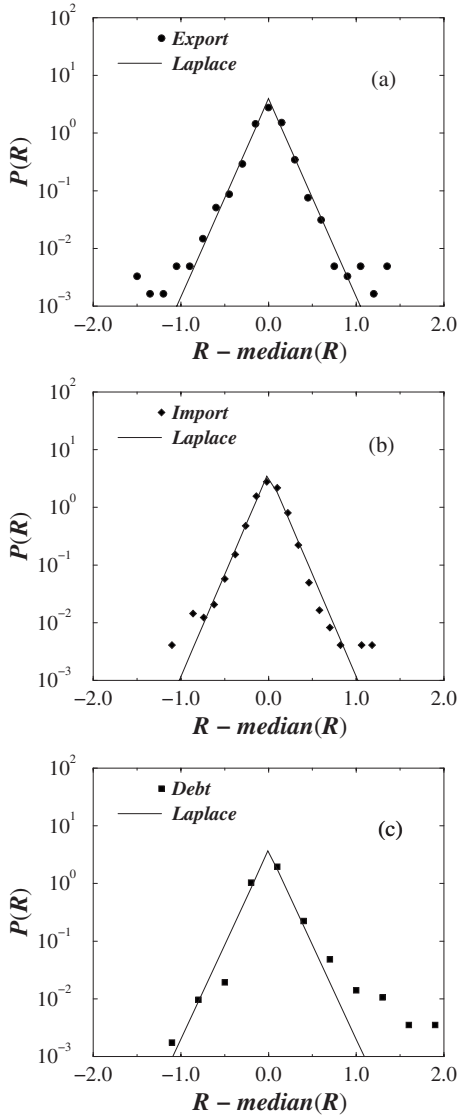 10^2
Export
Laplace
(a)
10^1
10^0
P(R)
10^-1
10^-2
10^-3
-2.0 -1.0 0.0 1.0 2.0
R - median(R)
10^2
Import
Laplace
(b)
10^1
10^0
P(R)
10^-1
10^-2
10^-3
-2.0 -1.0 0.0 1.0 2.0
R - median(R)
10^2
Debt
Laplace
(c)
10^1
10^0
P(R)
10^-1
10^-2
10^-3
-2.0 -1.0 0.0 1.0 2.0
R - median(R)